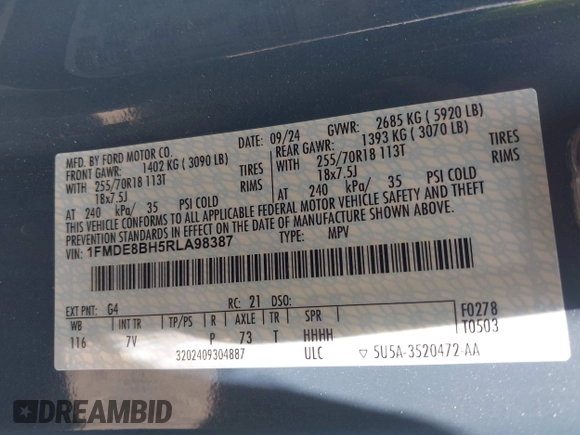 MFD. BY FORD MOTOR CO.
DATE: 09/24 GVWR: 2685 KG ( 5920 LB)
FRONT GAWR: 1402 KG ( 3090 LB)
REAR GAWR: 1393 KG ( 3070 LB)
WITH 255/70R18 113T RIMS
WITH 255/70R18 113T RIMS
18x7.5J
18x7.5J
AT 240 kPa/ 35 PSI COLD
AT 240 kPa/ 35 PSI COLD
THIS VEHICLE CONFORMS TO ALL APPLICABLE FEDERAL MOTOR VEHICLE SAFETY AND THEFT
PREVENTION STANDARDS IN EFFECT ON THE DATE OF MANUFACTURE SHOWN ABOVE.
VIN: 1FMDE8BH5RLA98387 TYPE: MPV
EXT PNT: G4 RC: 21 DSO:
WB INT TR TP/PS R AXLE TR SPR
116 7V P 73 T HHHH
F0278
T0503
3202409304887 ULC ▽ 5U5A-3520472-AA
DREAMBID